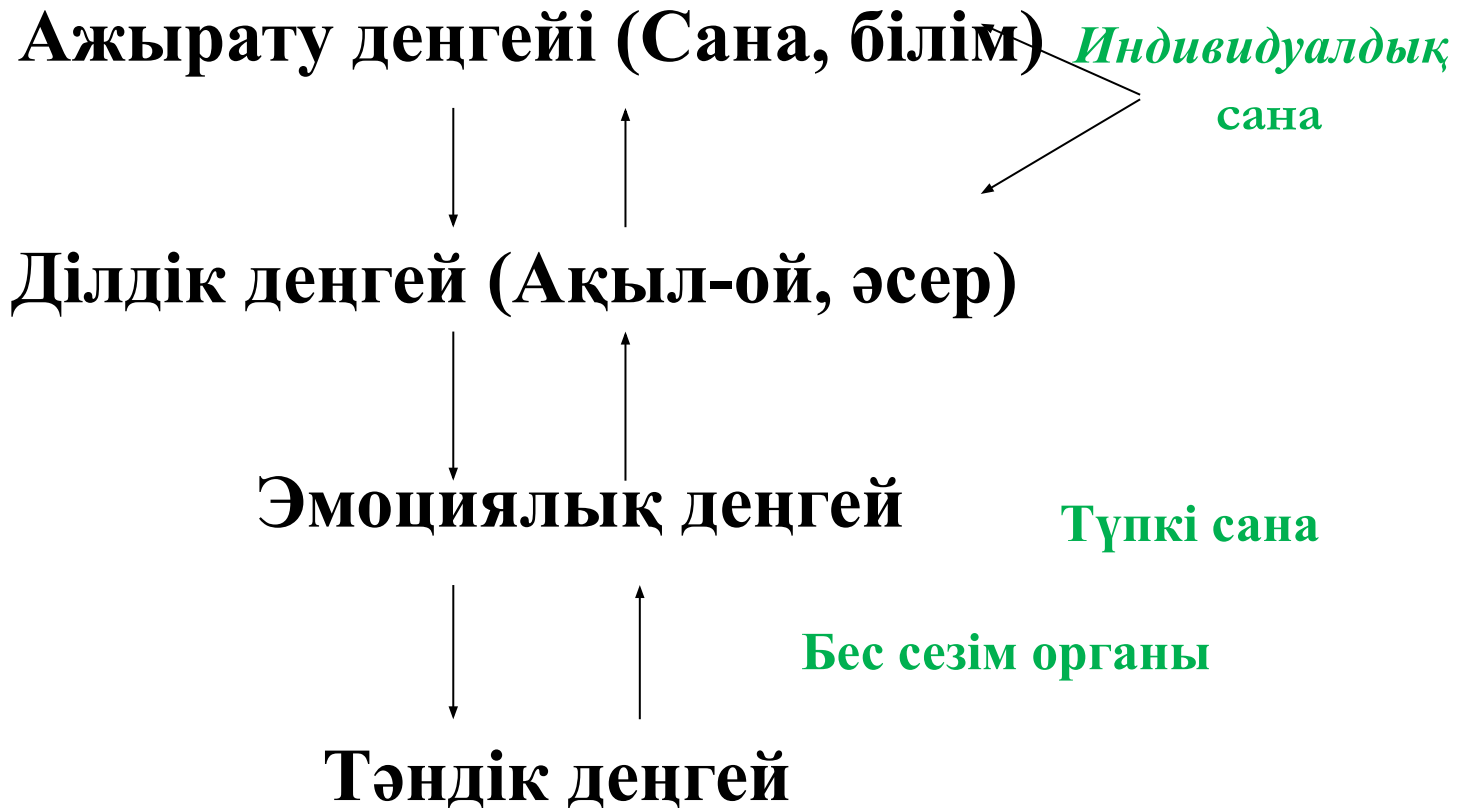 Ажырату деңгейі (Сана, білім)
Индивидуалдық
сана
Ділдік деңгей (Ақыл-ой, әсер)
Эмоциялық деңгей
Түпкі сана
Бес сезім органы
Тәндік деңгей